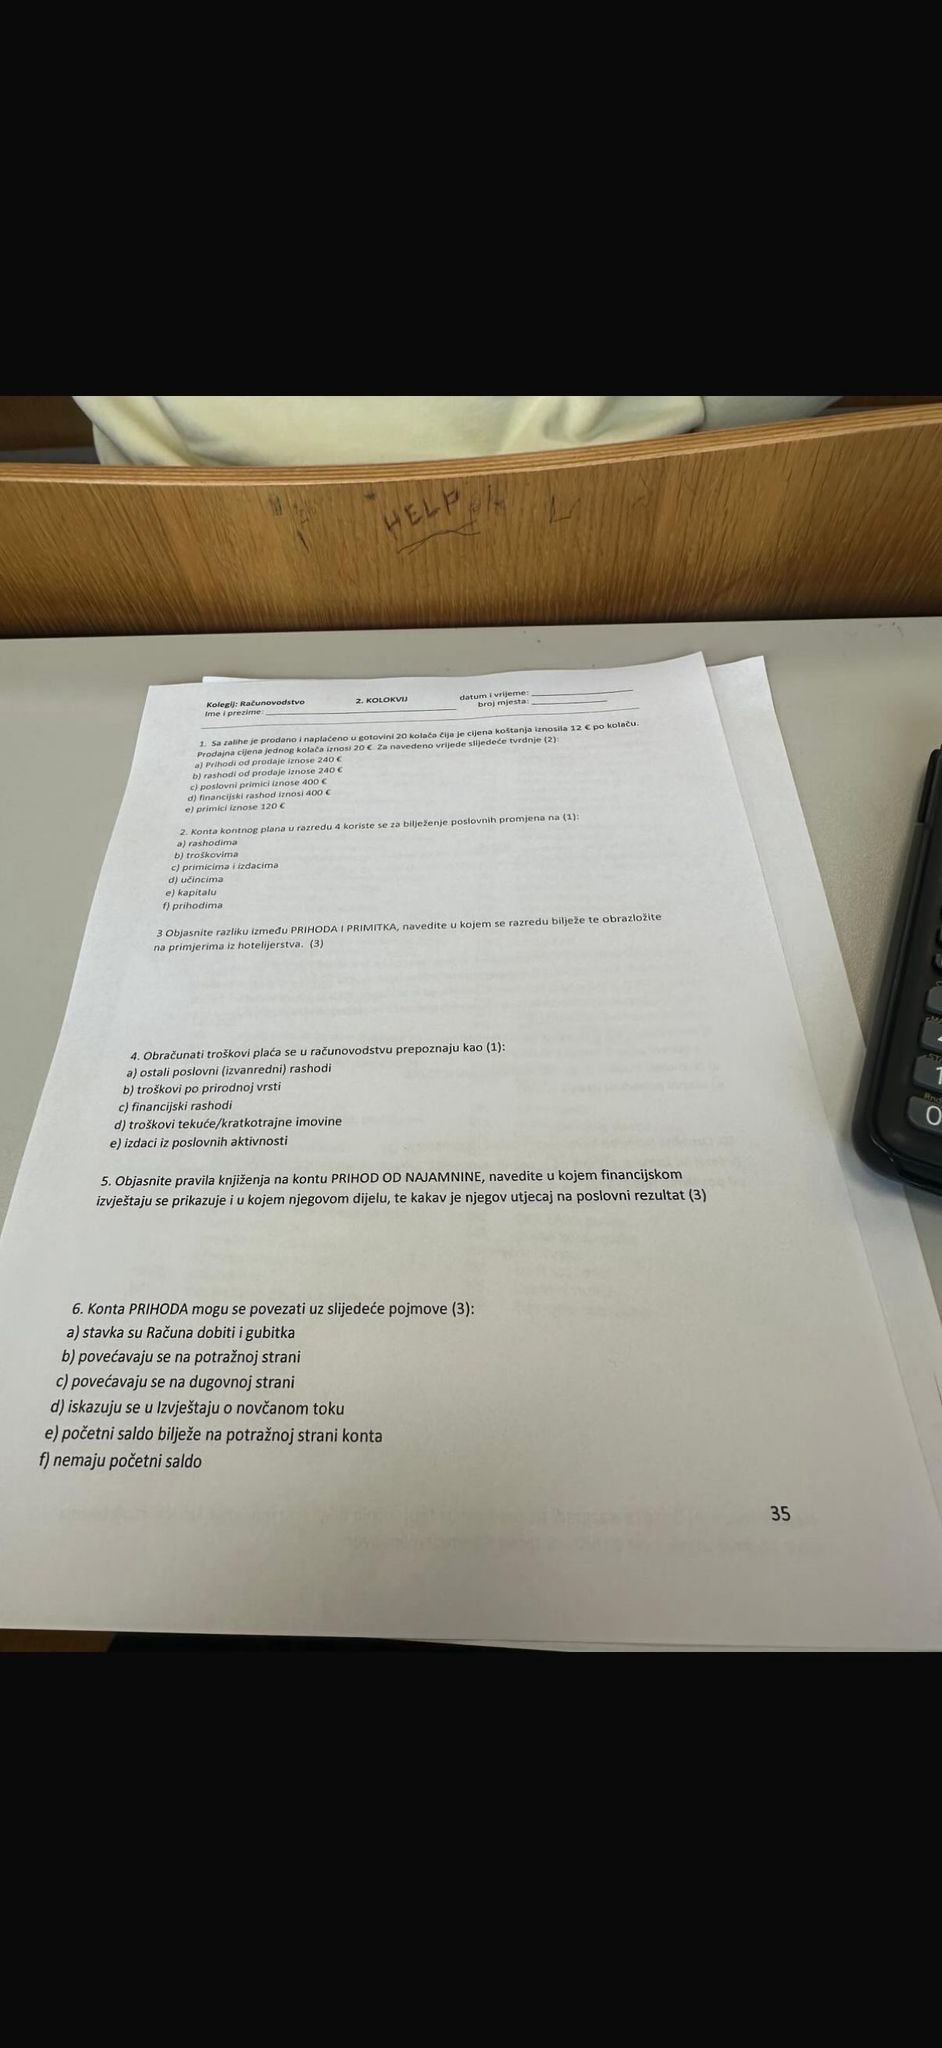 HELP
Kolegij: Računovodstvo 2. KOLOKVIJ datum i vrijeme:
Ime i prezime: broj mjesta:
1. Sa zalihe je prodano i naplaćeno u gotovini 20 kolača čija je cijena koštanja iznosila 12 € po kolaču.
Prodajna cijena jednog kolača iznosi 20 €. Za navedeno vrijede slijedeće tvrdnje (2):
a) Prihodi od prodaje iznose 240 €
b) rashodi od prodaje iznose 240 €
c) poslovni primici iznose 400 €
d) financijski rashod iznosi 400 €
e) primici iznose 120 €
2. Konta kontnog plana u razredu 4 koriste se za bilježenje poslovnih promjena na (1):
a) rashodima
b) troškovima
c) primicima i izdacima
d) učincima
e) kapitalu
f) prihodima
3 Objasnite razliku između PRIHODA I PRIMITKA, navedite u kojem se razredu bilježe te obrazložite
na primjerima iz hotelijerstva. (3)
4. Obračunati troškovi plaća se u računovodstvu prepoznaju kao (1):
a) ostali poslovni (izvanredni) rashodi
b) troškovi po prirodnoj vrsti
c) financijski rashodi
d) troškovi tekuće/kratkotrajne imovine
e) izdaci iz poslovnih aktivnosti
5. Objasnite pravila knjiženja na kontu PRIHOD OD NAJAMNINE, navedite u kojem financijskom
izvještaju se prikazuje i u kojem njegovom dijelu, te kakav je njegov utjecaj na poslovni rezultat (3)
6. Konta PRIHODA mogu se povezati uz slijedeće pojmove (3):
a) stavka su Računa dobiti i gubitka
b) povećavaju se na potražnoj strani
c) povećavaju se na dugovnoj strani
d) iskazuju se u Izvještaju o novčanom toku
e) početni saldo bilježe na potražnoj strani konta
f) nemaju početni saldo
35
1
0